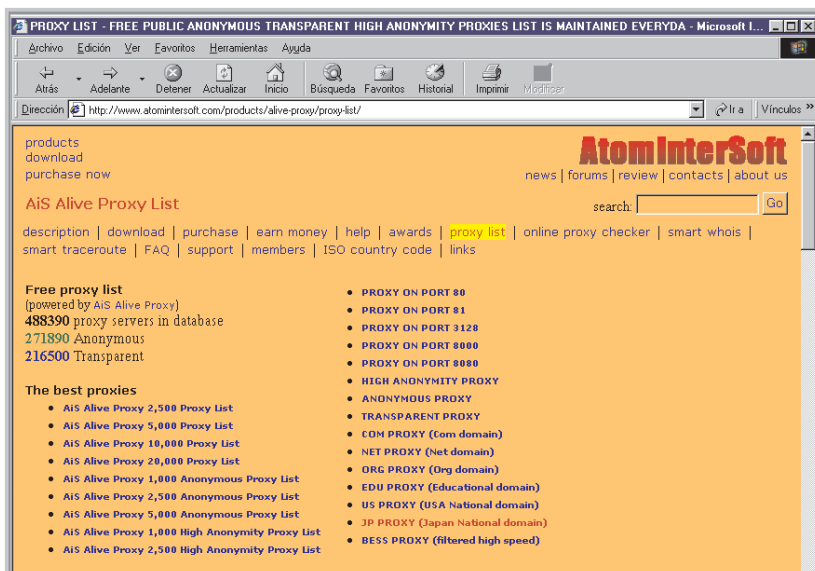 PROXY LIST - FREE PUBLIC ANONYMOUS TRANSPARENT HIGH ANONYMITY PROXIES LIST IS MAINTAINED EVERYDA - Microsoft I...
Archivo Edición Ver Favoritos Herramientas Ayuda
Atrás Adelante Detener Actualizar Inicio Búsqueda Favoritos Historial Imprimir Modificar
Dirección http://www.atomintersoft.com/products/alive-proxy/proxy-list/ Ir a Vínculos »
products
download
purchase now
AtomInterSoft
news | forums | review | contacts | about us
AiS Alive Proxy List
search: Go
description | download | purchase | earn money | help | awards | proxy list | online proxy checker | smart whois |
smart traceroute | FAQ | support | members | ISO country code | links
Free proxy list
(powered by AiS Alive Proxy)
488390 proxy servers in database
271890 Anonymous
216500 Transparent
The best proxies
AiS Alive Proxy 2,500 Proxy List
AiS Alive Proxy 5,000 Proxy List
AiS Alive Proxy 10,000 Proxy List
AiS Alive Proxy 20,000 Proxy List
AiS Alive Proxy 1,000 Anonymous Proxy List
AiS Alive Proxy 2,500 Anonymous Proxy List
AiS Alive Proxy 5,000 Anonymous Proxy List
AiS Alive Proxy 1,000 High Anonymity Proxy List
AiS Alive Proxy 2,500 High Anonymity Proxy List
PROXY ON PORT 80
PROXY ON PORT 81
PROXY ON PORT 3128
PROXY ON PORT 8000
PROXY ON PORT 8080
HIGH ANONYMITY PROXY
ANONYMOUS PROXY
TRANSPARENT PROXY
COM PROXY (Com domain)
NET PROXY (Net domain)
ORG PROXY (Org domain)
EDU PROXY (Educational domain)
US PROXY (USA National domain)
JP PROXY (Japan National domain)
BESS PROXY (filtered high speed)